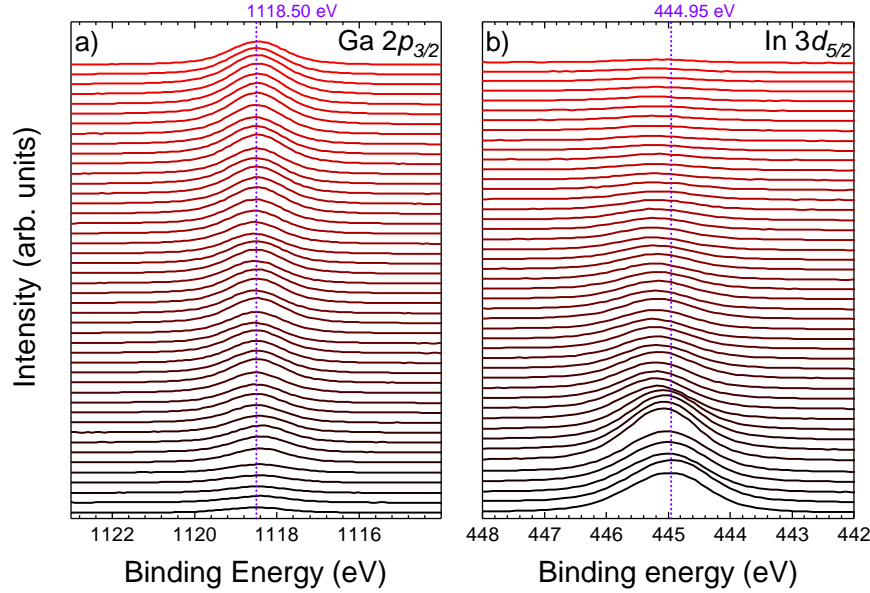 1118.50 eV
444.95 eV
a)
Ga 2p3/2
b)
In 3d5/2
Intensity (arb. units)
1122 1120 1118 1116
448 447 446 445 444 443 442
Binding Energy (eV)
Binding energy (eV)